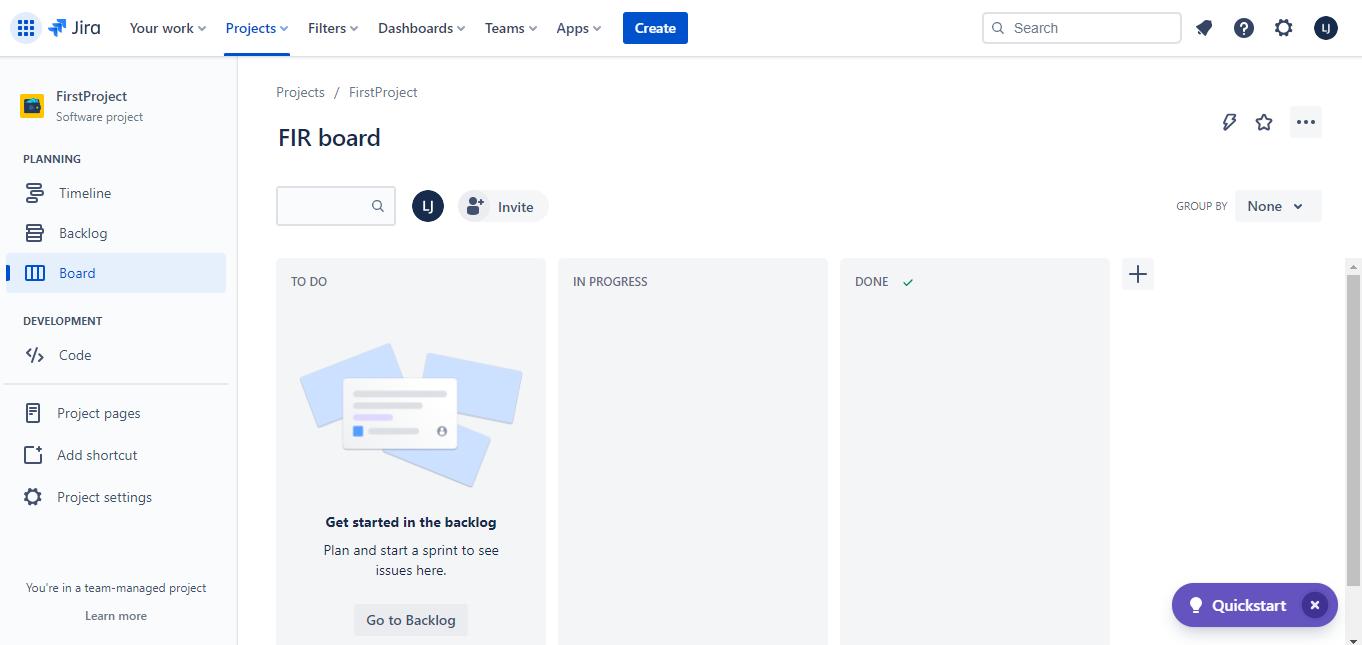 Jira
Your work
Projects
Filters
Dashboards
Teams
Apps
Create
Search
LJ
FirstProject
Software project
PLANNING
Timeline
Backlog
Board
DEVELOPMENT
Code
Project pages
Add shortcut
Project settings
You're in a team-managed project
Learn more
Projects / FirstProject
FIR board
LJ
Invite
GROUP BY
None
TO DO
IN PROGRESS
DONE
Get started in the backlog
Plan and start a sprint to see
issues here.
Go to Backlog
Quickstart